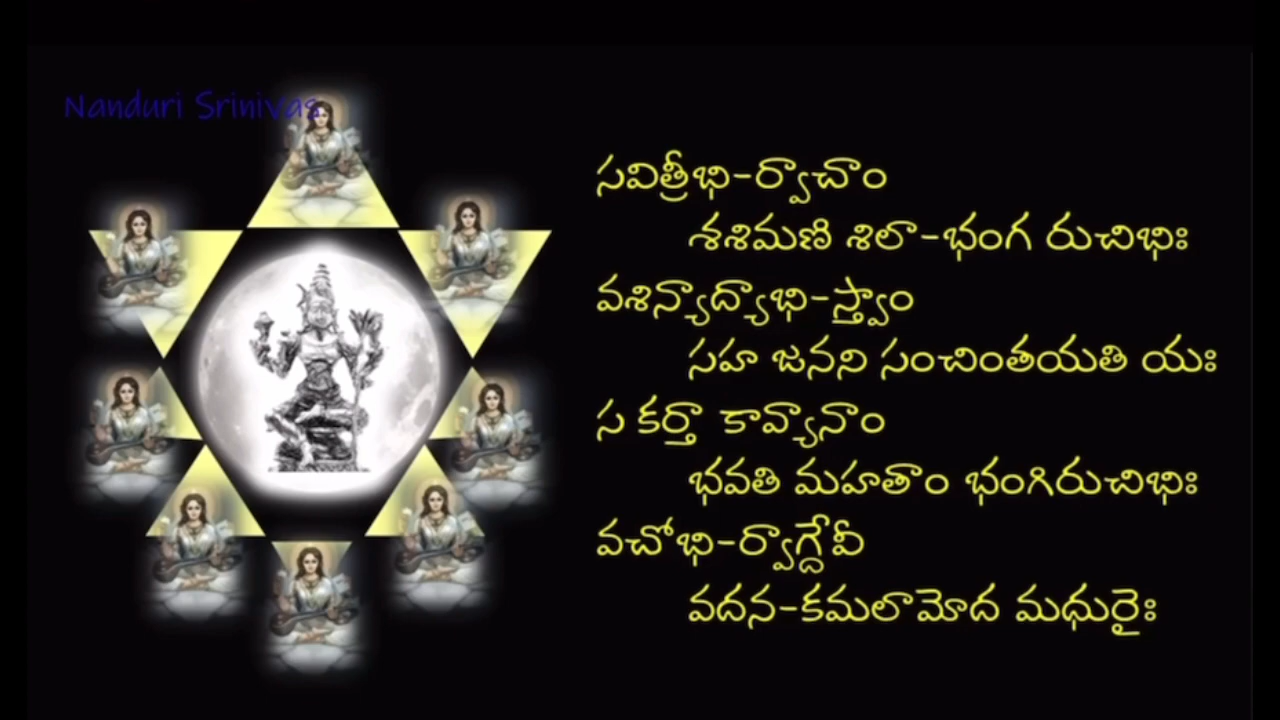 Nanduri Srinivas
సవిత్రీభి-ర్వాచాం
శశిమణి శిలా-భంగ రుచిభిః
వశిన్యాద్యాభి-స్త్వాం
సహ జనని సంచింతయతి యః
స కర్తా కావ్యానాం
భవతి మహతాం భంగిరుచిభిః
వచోభి-ర్వాగ్దేవీ
వదన-కమలామోద మధురైః